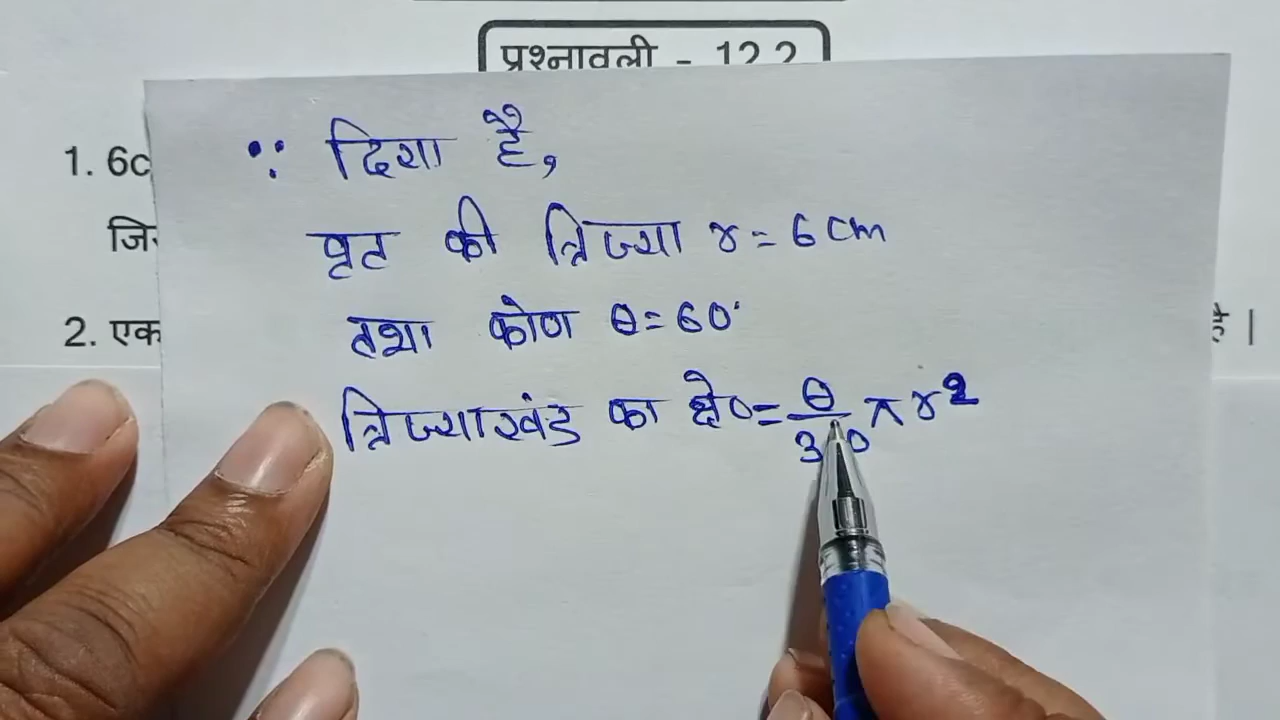 प्रश्नावली - 12.2
1. 6c
∵ दिया है,
वृत की त्रिज्या r = 6 cm
2. एक
तथा कोण θ = 60°
है |
त्रिज्याखंड का क्षे० = θ/360 π r²